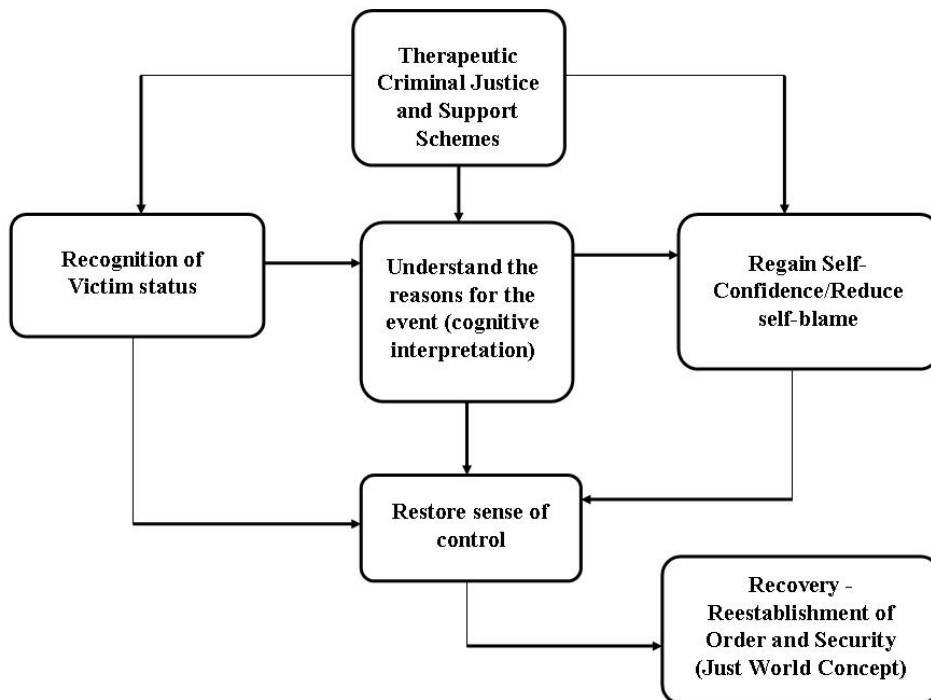 Therapeutic
Criminal Justice
and Support
Schemes
Recognition of
Victim status
Understand the
reasons for the
event (cognitive
interpretation)
Regain Self-
Confidence/Reduce
self-blame
Restore sense of
control
Recovery -
Reestablishment of
Order and Security
(Just World Concept)